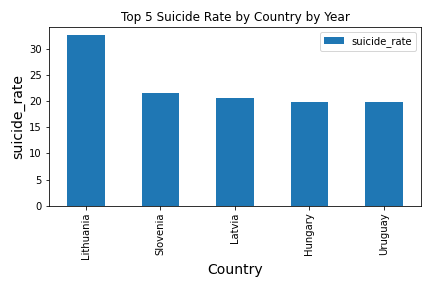 Top 5 Suicide Rate by Country by Year
suicide_rate
suicide_rate
30
25
20
15
10
5
0
Lithuania
Slovenia
Latvia
Hungary
Uruguay
Country